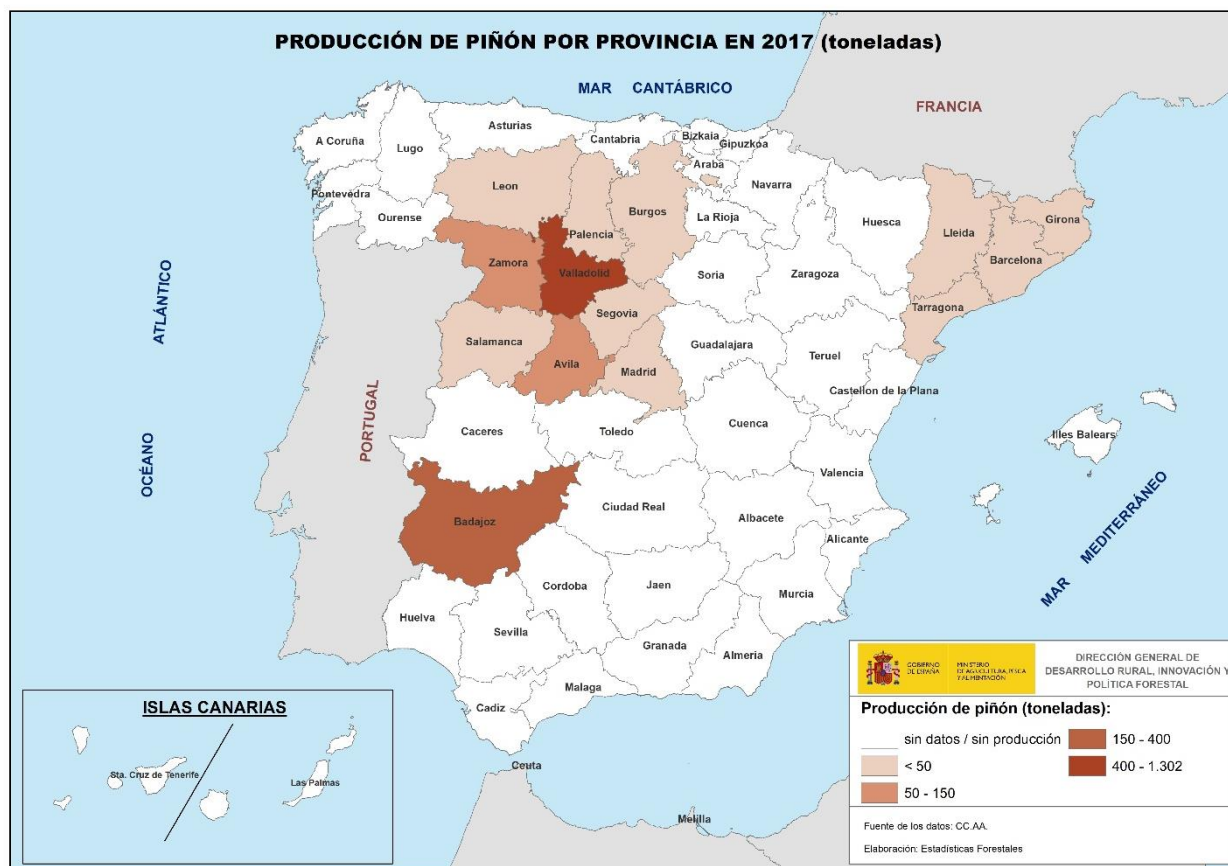 PRODUCCIÓN DE PIÑÓN POR PROVINCIA EN 2017 (toneladas)
MAR CANTÁBRICO
FRANCIA
A Coruña
Lugo
Asturias
Cantabria
Bizkaia
Gipuzkoa
Araba
Navarra
Pontevedra
Ourense
Leon
Palencia
Burgos
La Rioja
Huesca
Lleida
Girona
Barcelona
Zamora
Valladolid
Soria
Zaragoza
Tarragona
Segovia
Salamanca
Avila
Madrid
Guadalajara
Teruel
Castellon de la Plana
OCÉANO ATLÁNTICO
PORTUGAL
Caceres
Toledo
Cuenca
Valencia
Illes Balears
MAR MEDITERRÁNEO
Badajoz
Ciudad Real
Albacete
Alicante
Huelva
Sevilla
Cordoba
Jaen
Murcia
Granada
Almería
Malaga
Cadiz
Ceuta
Melilla
ISLAS CANARIAS
Sta. Cruz de Tenerife
Las Palmas
GOBIERNO
DE ESPAÑA
MINISTERIO
DE AGRICULTURA, PESCA
Y ALIMENTACIÓN
DIRECCIÓN GENERAL DE
DESARROLLO RURAL, INNOVACIÓN Y
POLÍTICA FORESTAL
Producción de piñón (toneladas):
sin datos / sin producción
< 50
50 - 150
150 - 400
400 - 1.302
Fuente de los datos: CC.AA.
Elaboración: Estadísticas Forestales